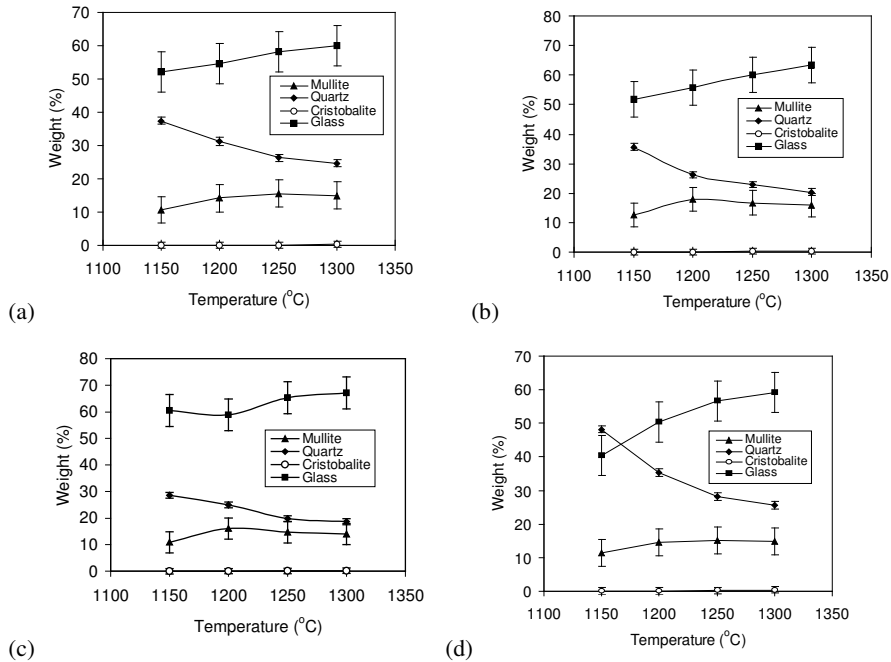 70
60
50
40
30
20
10
0
Weight (%)
Mullite
Quartz
Cristobalite
Glass
1100 1150 1200 1250 1300 1350
Temperature (°C)
(a)
80
70
60
50
40
30
20
10
0
Weight (%)
Mullite
Quartz
Cristobalite
Glass
1100 1150 1200 1250 1300 1350
Temperature (°C)
(b)
80
70
60
50
40
30
20
10
0
Weight (%)
Mullite
Quartz
Cristobalite
Glass
1100 1150 1200 1250 1300 1350
Temperature (°C)
(c)
70
60
50
40
30
20
10
0
Weight (%)
Mullite
Quartz
Cristobalite
Glass
1100 1150 1200 1250 1300 1350
Temperature (°C)
(d)